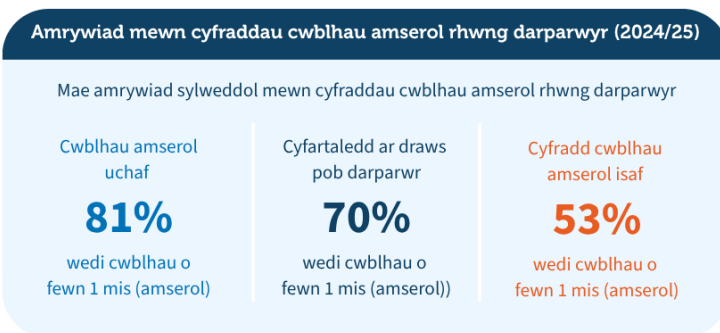 Amrywiad mewn cyfraddau cwblhau amserol rhwng darparwyr (2024/25)
Mae amrywiad sylweddol mewn cyfraddau cwblhau amserol rhwng darparwyr
Cwblhau amserol
uchaf
81%
wedi cwblhau o
fewn 1 mis (amserol)
Cyfartaledd ar draws
pob darparwr
70%
wedi cwblhau o
fewn 1 mis (amserol))
Cyfradd cwblhau
amserol isaf
53%
wedi cwblhau o
fewn 1 mis (amserol)